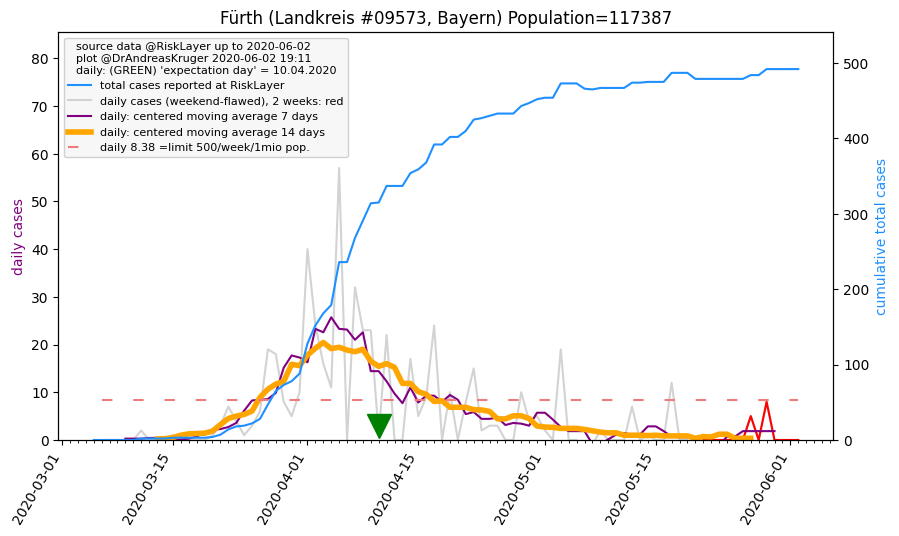 Fürth (Landkreis #09573, Bayern) Population=117387
source data @RiskLayer up to 2020-06-02
plot @DrAndreasKruger 2020-06-02 19:11
daily: (GREEN) 'expectation day' = 10.04.2020
total cases reported at RiskLayer
daily cases (weekend-flawed), 2 weeks: red
daily: centered moving average 7 days
daily: centered moving average 14 days
daily 8.38 =limit 500/week/1mio pop.
daily cases
80
70
60
50
40
30
20
10
0
cumulative total cases
500
400
300
200
100
0
2020-03-01
2020-03-15
2020-04-01
2020-04-15
2020-05-01
2020-05-15
2020-06-01